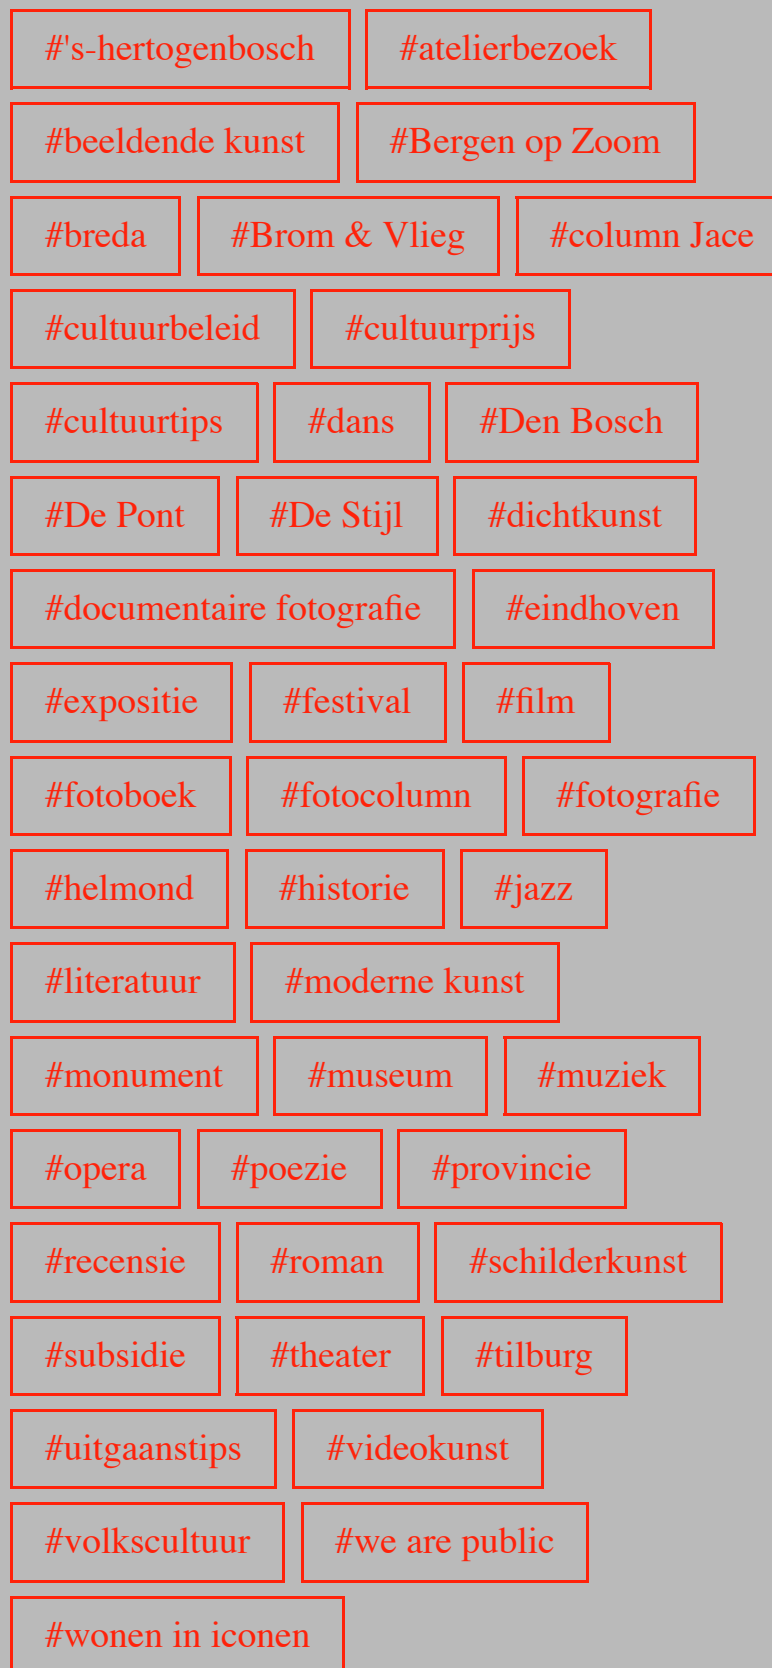 #'s-hertogenbosch #atelierbezoek
#beeldende kunst #Bergen op Zoom
#breda #Brom & Vlieg #column Jace
#cultuurbeleid #cultuurprijs
#cultuurtips #dans #Den Bosch
#De Pont #De Stijl #dichtkunst
#documentaire fotografie #eindhoven
#expositie #festival #film
#fotoboek #fotocolumn #fotografie
#helmond #historie #jazz
#literatuur #moderne kunst
#monument #museum #muziek
#opera #poezie #provincie
#recensie #roman #schilderkunst
#subsidie #theater #tilburg
#uitgaanstips #videokunst
#volkscultuur #we are public
#wonen in iconen